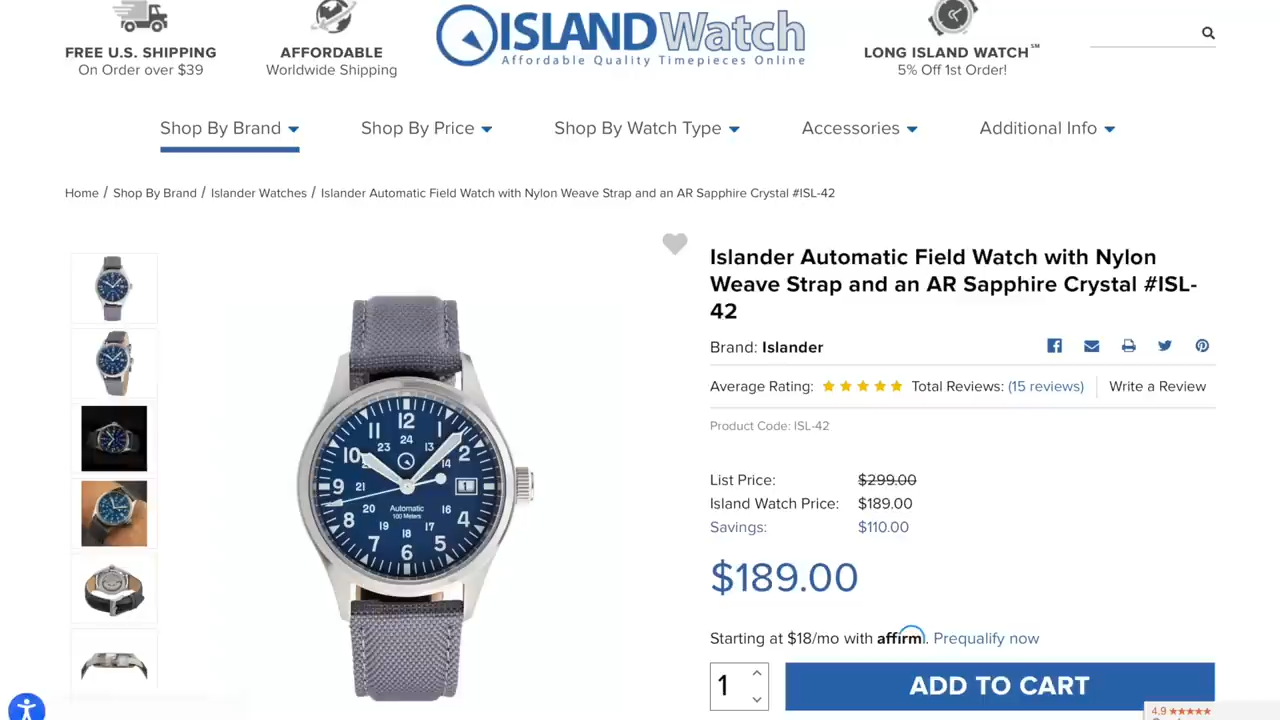 FREE U.S. SHIPPING
On Order over $39
AFFORDABLE
Worldwide Shipping
ISLAND Watch
Affordable Quality Timepieces Online
LONG ISLAND WATCH℠
5% Off 1st Order!
Shop By Brand
Shop By Price
Shop By Watch Type
Accessories
Additional Info
Home / Shop By Brand / Islander Watches / Islander Automatic Field Watch with Nylon Weave Strap and an AR Sapphire Crystal #ISL-42
Islander Automatic Field Watch with Nylon
Weave Strap and an AR Sapphire Crystal #ISL-
42
Brand: Islander
Average Rating:
Total Reviews: (15 reviews)
Write a Review
Product Code: ISL-42
List Price: $299.00
Island Watch Price: $189.00
Savings: $110.00
$189.00
Starting at $18/mo with affirm. Prequalify now
1
ADD TO CART
4.9
12
11
1
24
23
13
10
2
14
9
21
1
20
Automatic
100 Meters
16
8
4
19
17
18
7
5
6